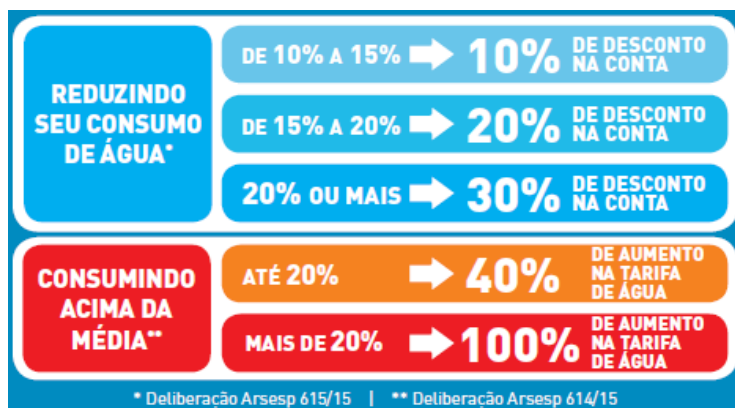 REDUZINDO
SEU CONSUMO
DE ÁGUA*
DE 10% A 15% 10% DE DESCONTO
NA CONTA
DE 15% A 20% 20% DE DESCONTO
NA CONTA
20% OU MAIS 30% DE DESCONTO
NA CONTA
CONSUMINDO
ACIMA DA
MÉDIA**
ATÉ 20% 40% DE AUMENTO
NA TARIFA
DE ÁGUA
MAIS DE 20% 100% DE AUMENTO
NA TARIFA
DE ÁGUA
* Deliberação Arsesp 615/15 | ** Deliberação Arsesp 614/15